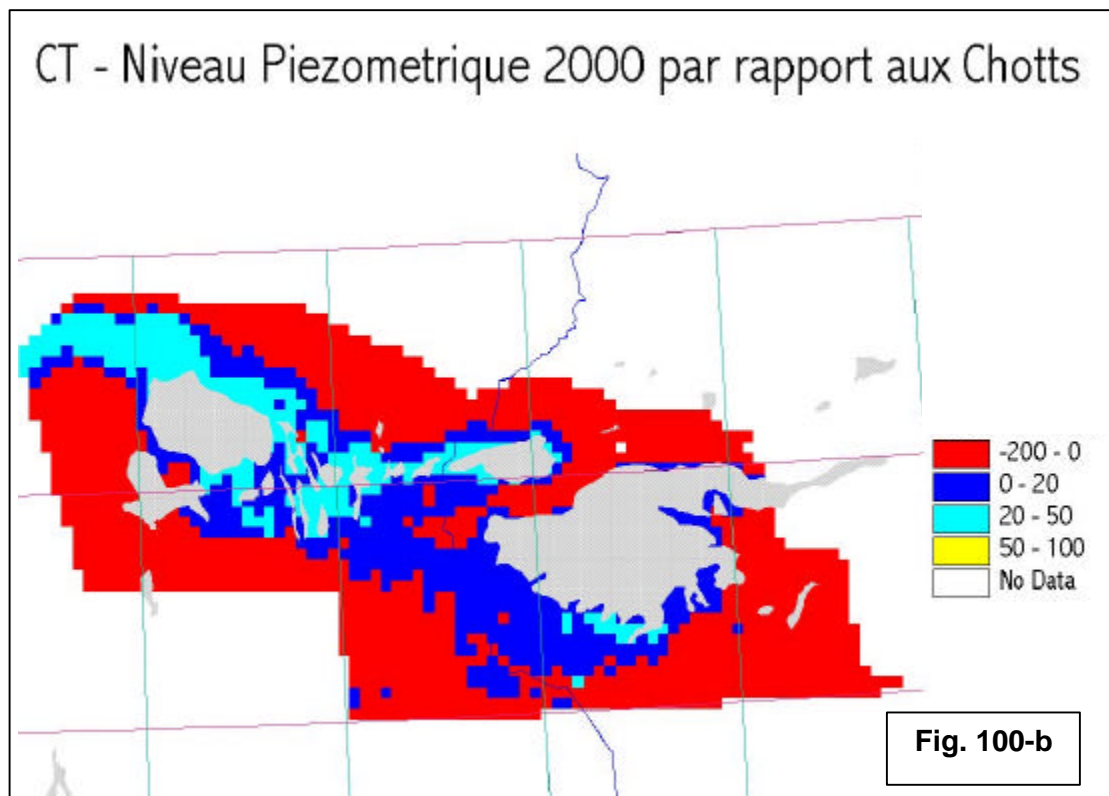 CT - Niveau Piezometrique 2000 par rapport aux Chotts
-200 - 0
0 - 20
20 - 50
50 - 100
No Data
Fig. 100-b